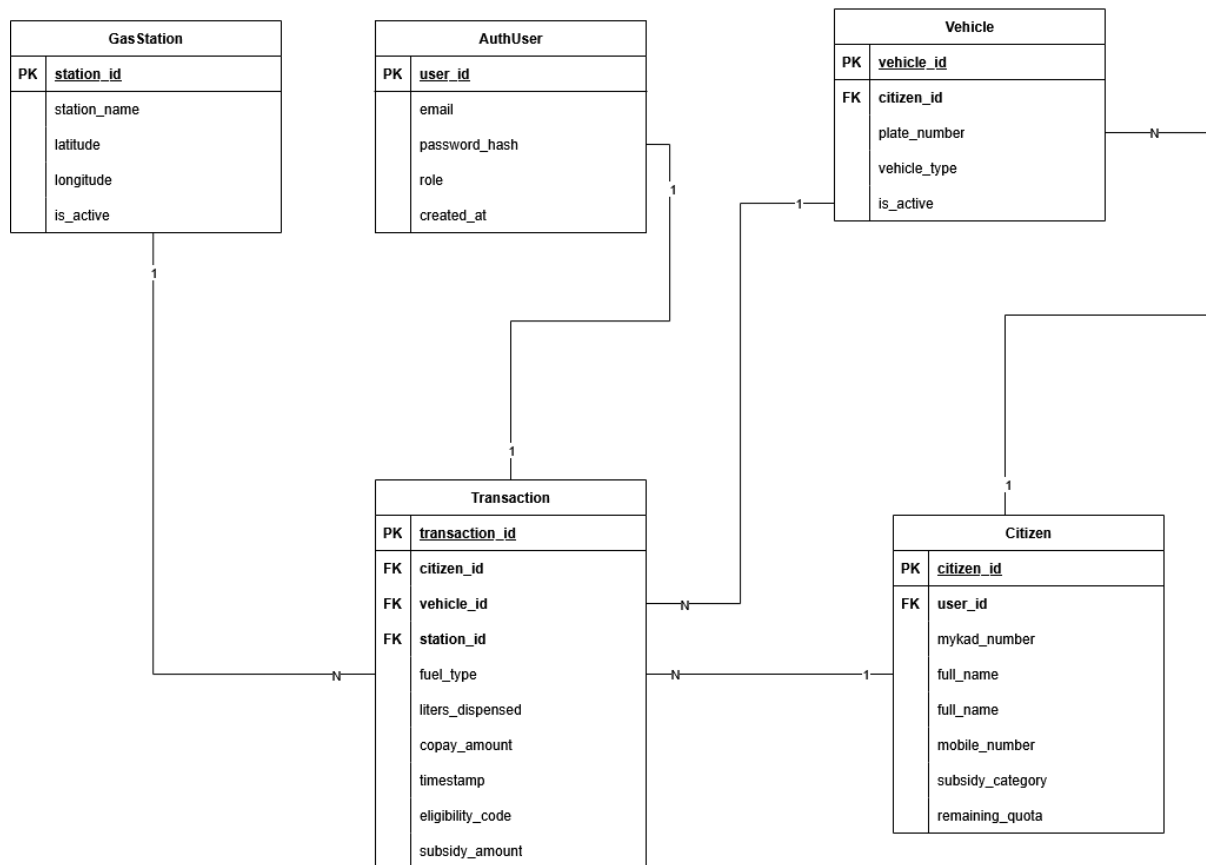 GasStation
PK station_id
station_name
latitude
longitude
is_active
AuthUser
PK user_id
email
password_hash
role
created_at
Vehicle
PK vehicle_id
FK citizen_id
plate_number
vehicle_type
is_active
N
1
1
1
1
1
Transaction
PK transaction_id
FK citizen_id
FK vehicle_id
FK station_id
fuel_type
liters_dispensed
copay_amount
timestamp
eligibility_code
subsidy_amount
N
N
N
1
Citizen
PK citizen_id
FK user_id
mykad_number
full_name
full_name
mobile_number
subsidy_category
remaining_quota